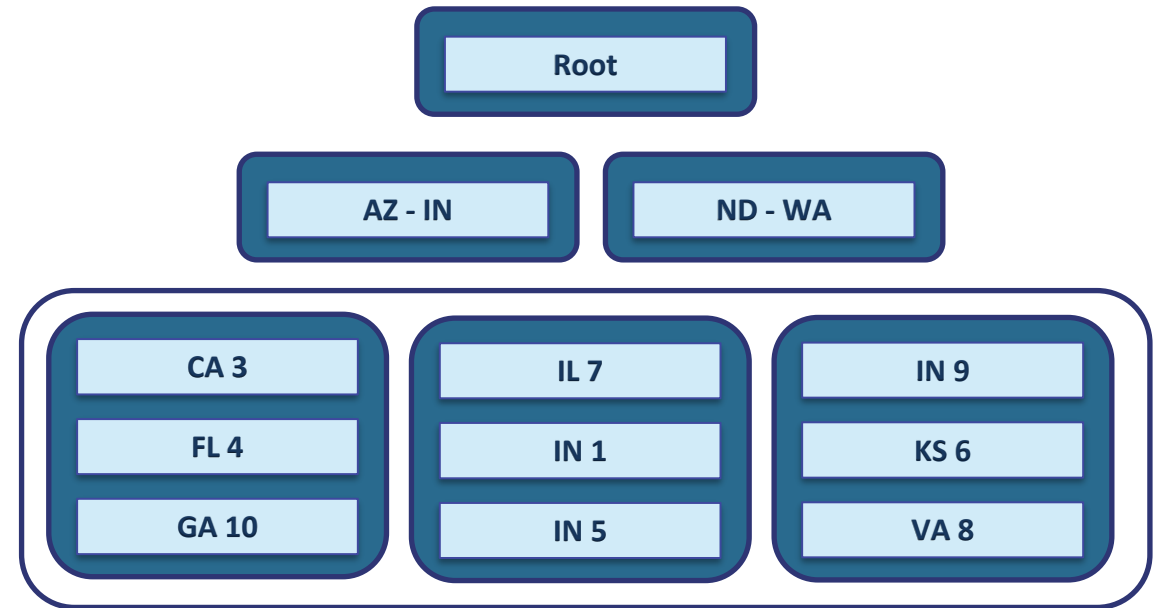 Root
AZ - IN
ND - WA
CA 3
FL 4
GA 10
IL 7
IN 1
IN 5
IN 9
KS 6
VA 8